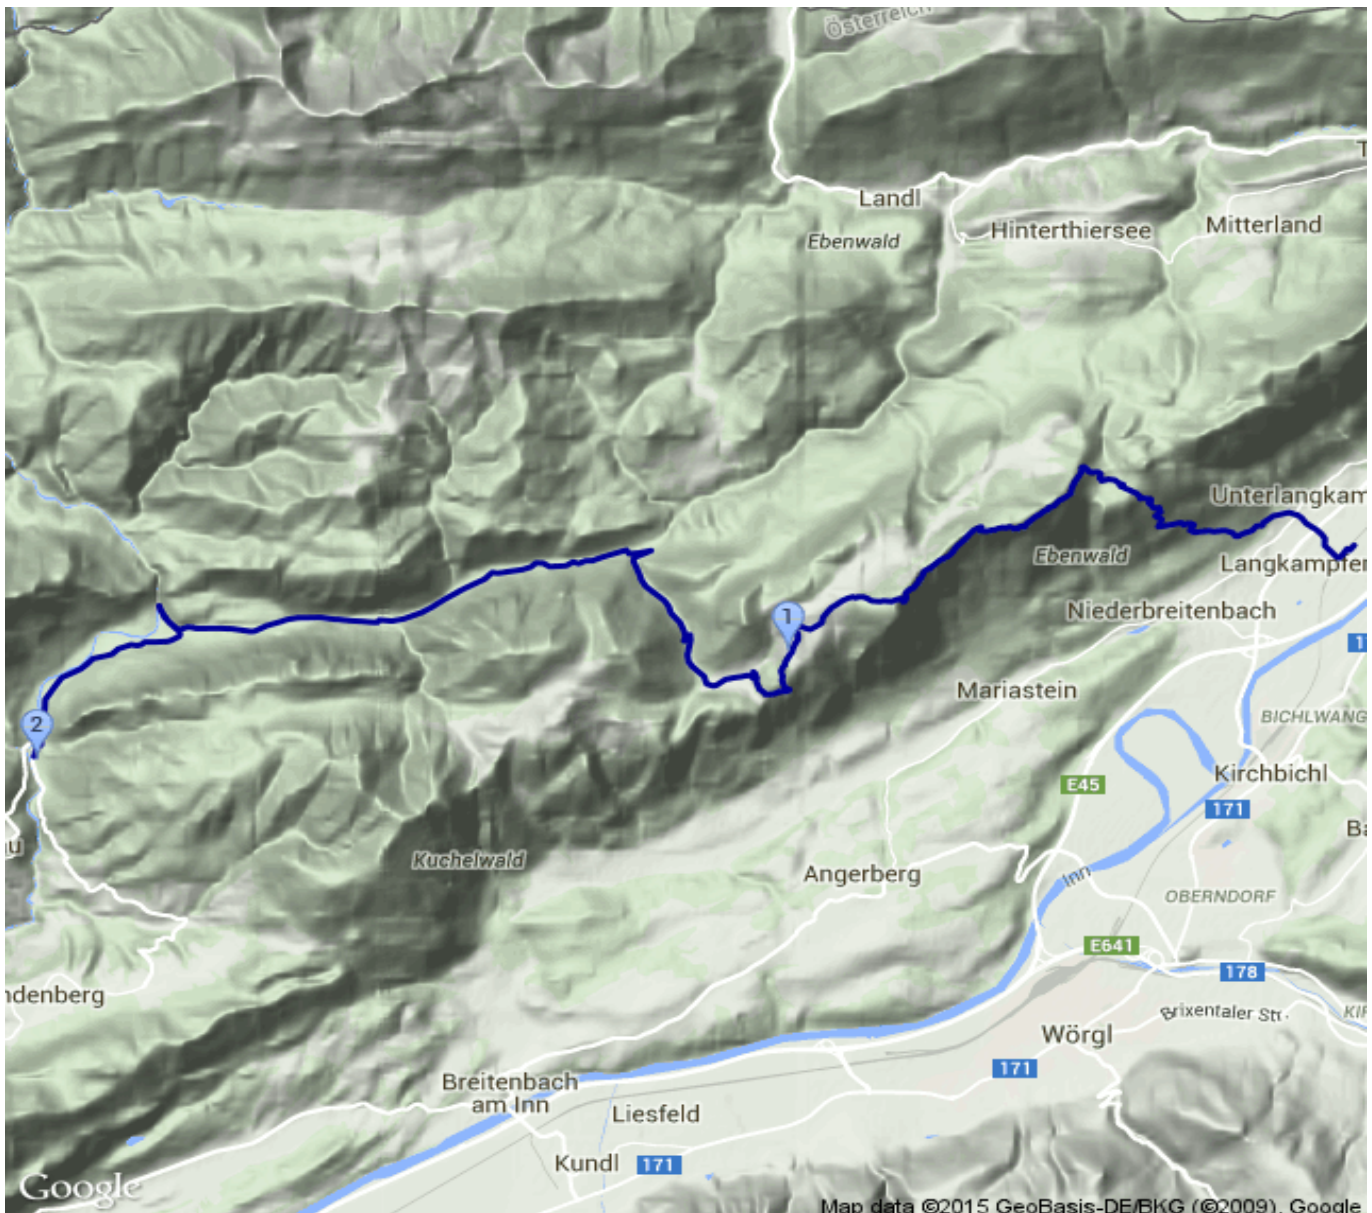 Österreich
Landl
Hinterthiersee
Mitterland
Ebenwald
Unterlangkam
Ebenwald
Langkampfen
Niederbreitenbach
1
Mariastein
BICHLWANG
2
E45
Kirchbichl
171
Kuchelwald
Angerberg
Inn
OBERNDORF
E641
178
ndenberg
Brixentaler Str.
Wörgl
171
Breitenbach
am Inn
Liesfeld
Kundl
171
Google
Map data ©2015 GeoBasis-DE/BKG (©2009), Google